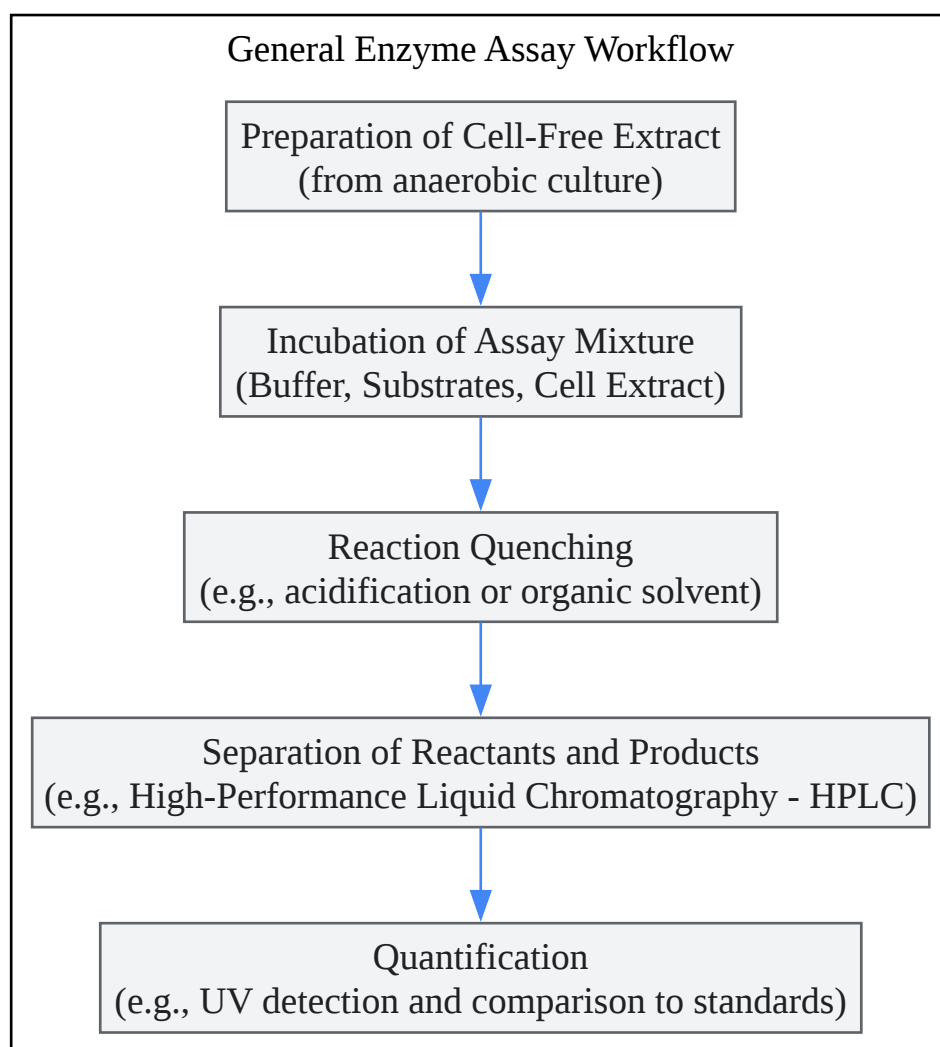 General Enzyme Assay Workflow
Preparation of Cell-Free Extract
(from anaerobic culture)
Incubation of Assay Mixture
(Buffer, Substrates, Cell Extract)
Reaction Quenching
(e.g., acidification or organic solvent)
Separation of Reactants and Products
(e.g., High-Performance Liquid Chromatography - HPLC)
Quantification
(e.g., UV detection and comparison to standards)